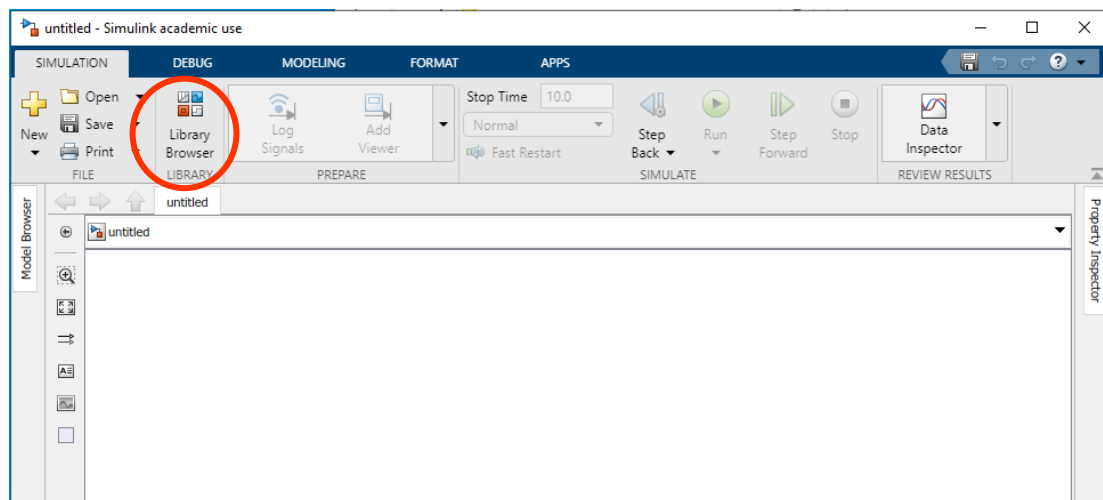 untitled - Simulink academic use
SIMULATION DEBUG MODELING FORMAT APPS
New
Open
Save
Print
FILE
Library
Browser
LIBRARY
Log
Signals
Add
Viewer
PREPARE
Stop Time 10.0
Normal
Fast Restart
Step
Back
Run
Step
Forward
Stop
SIMULATE
Data
Inspector
REVIEW RESULTS
Model Browser
untitled
untitled
Property Inspector